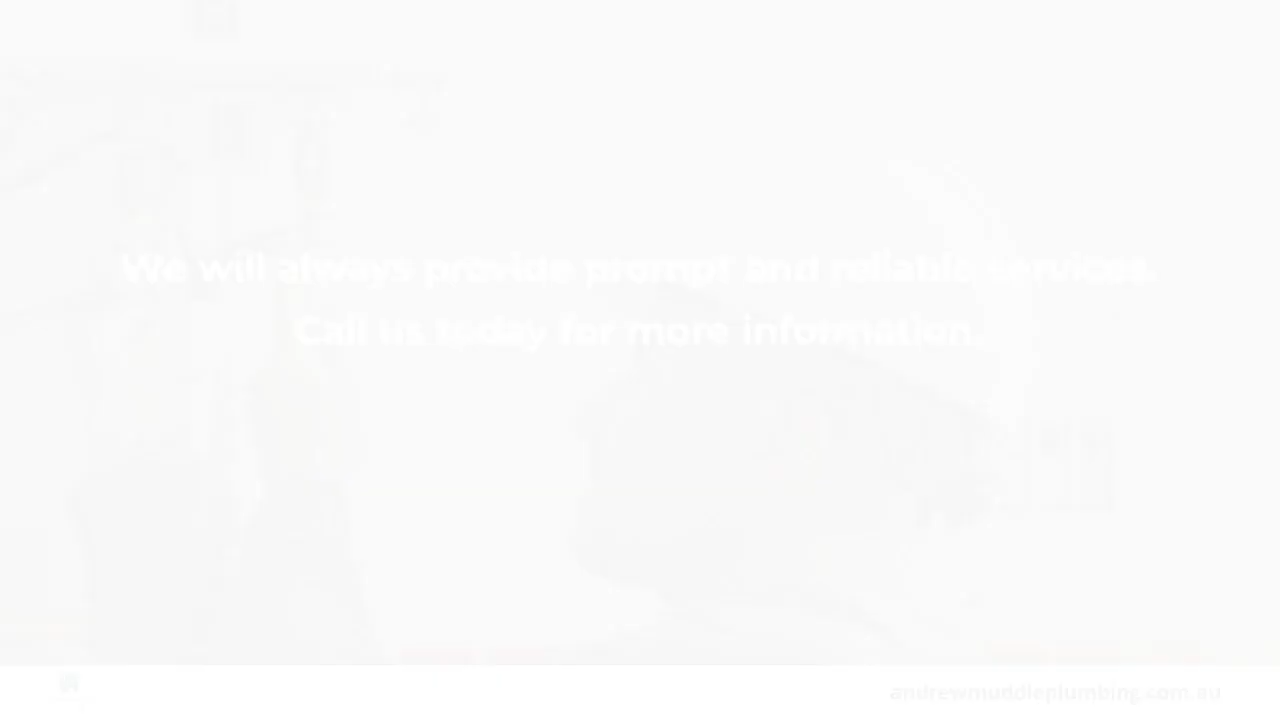 We will always provide prompt and reliable services.
Call us today for more information.
andrewmuddleplumbing.com.au